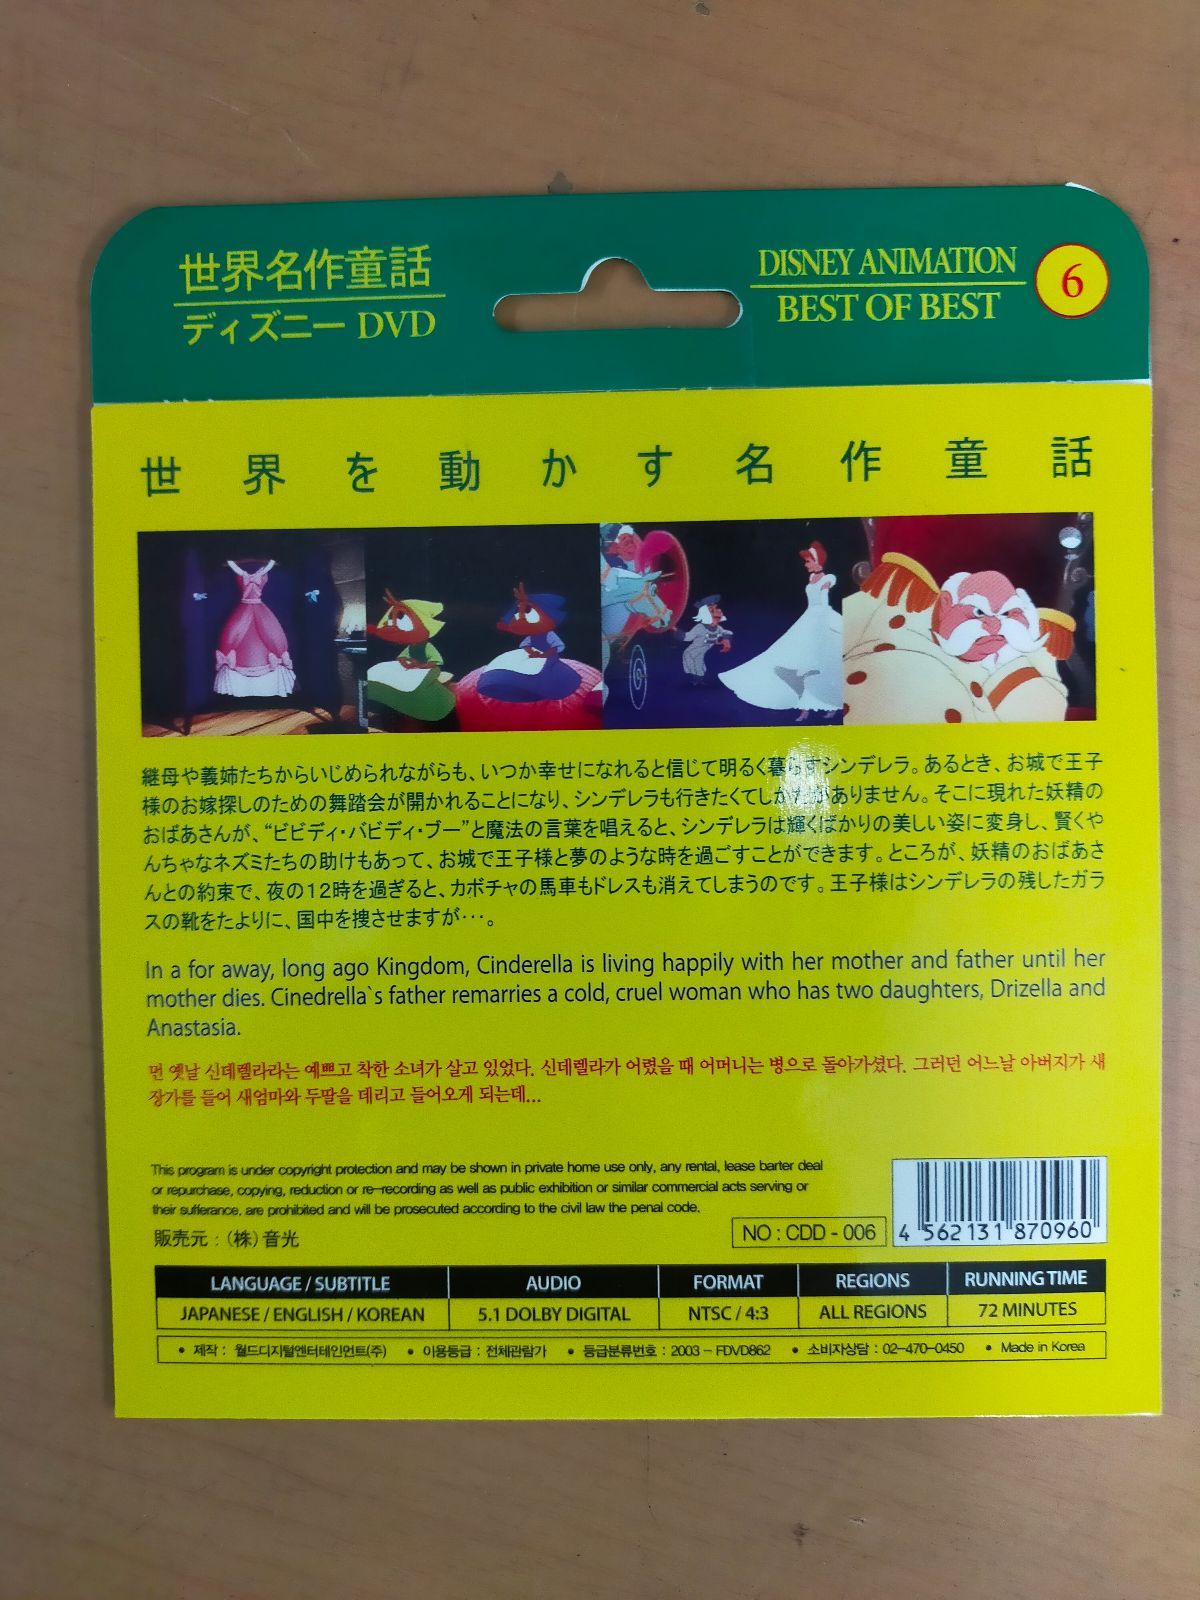 世界名作童話
ディズニー DVD
DISNEY ANIMATION
BEST OF BEST
6
世界を動かす名作童話
継母や義姉たちからいじめられながらも、いつか幸せになれると信じて明るく暮らすシンデレラ。あるとき、お城で王子
様のお嫁探しのための舞踏会が開かれることになり、シンデレラも行きたくてしかたがありません。そこに現れた妖精の
おばあさんが、“ビビディ・バビディ・ブー”と魔法の言葉を唱えると、シンデレラは輝くばかりの美しい姿に変身し、賢くや
んちゃなネズミたちの助けもあって、お城で王子様と夢のような時を過ごすことができます。ところが、妖精のおばあさ
んとの約束で、夜の12時を過ぎると、カボチャの馬車もドレスも消えてしまうのです。王子様はシンデレラの残したガラ
スの靴をたよりに、国中を捜させますが･･･。
In a for away, long ago Kingdom, Cinderella is living happily with her mother and father until her
mother dies. Cinedrella`s father remarries a cold, cruel woman who has two daughters, Drizella and
Anastasia.
먼 옛날 신데렐라라는 예쁘고 착한 소녀가 살고 있었다. 신데렐라가 어렸을 때 어머니는 병으로 돌아가셨다. 그러던 어느날 아버지가 새
장가를 들어 새엄마와 두딸을 데리고 들어오게 되는데...
This program is under copyright protection and may be shown in private home use only, any rental, lease barter deal
or repurchase, copying, reduction or re-recording as well as public exhibition or similar commercial acts serving or
their sufferance, are prohibited and will be prosecuted according to the civil law the penal code.
販売元 : (株) 音光
NO : CDD - 006
4 562131 870960
LANGUAGE / SUBTITLE AUDIO FORMAT REGIONS RUNNING TIME
JAPANESE / ENGLISH / KOREAN 5.1 DOLBY DIGITAL NTSC / 4:3 ALL REGIONS 72 MINUTES
• 제작 : 월드디지털엔터테인먼트(주) • 이용등급 : 전체관람가 • 등급분류번호 : 2003 - FDVD862 • 소비자상담 : 02-470-0450 • Made in Korea